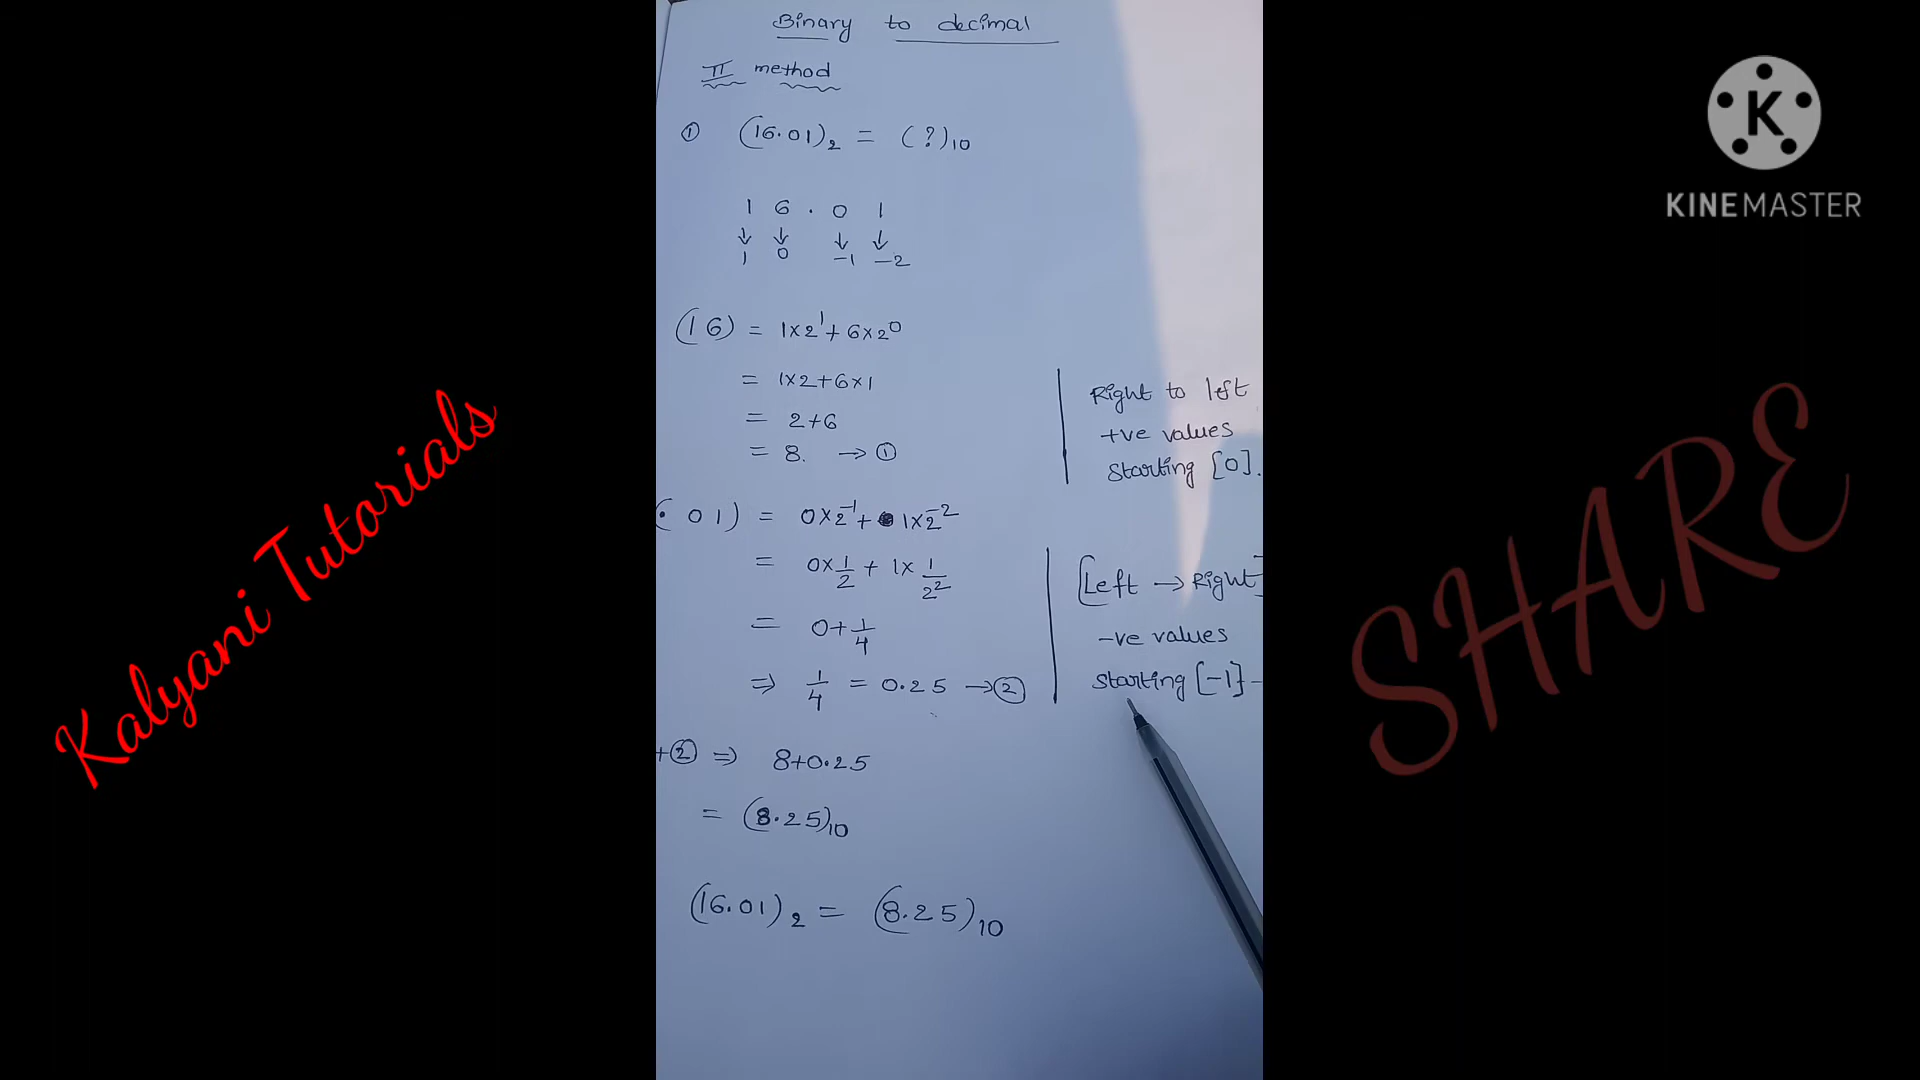 Binary to decimal
II method
① (16.01)₂ = (?)₁₀
1 6 . 0 1
↓ ↓ ↓ ↓
1 0 -1 -2
(16) = 1×2¹+6×2⁰
= 1×2+6×1
= 2+6
= 8. → ①
Right to left
+ve values
starting [0].
(.01) = 0×2⁻¹+ 1×2⁻²
= 0×1/2 + 1×1/2²
= 0+1/4
⇒ 1/4 = 0.25 → ②
[Left → Right]
-ve values
starting [-1]-
+② ⇒ 8+0.25
= (8.25)₁₀
(16.01)₂ = (8.25)₁₀
Kalyani Tutorials
K
KINEMASTER
SHARE